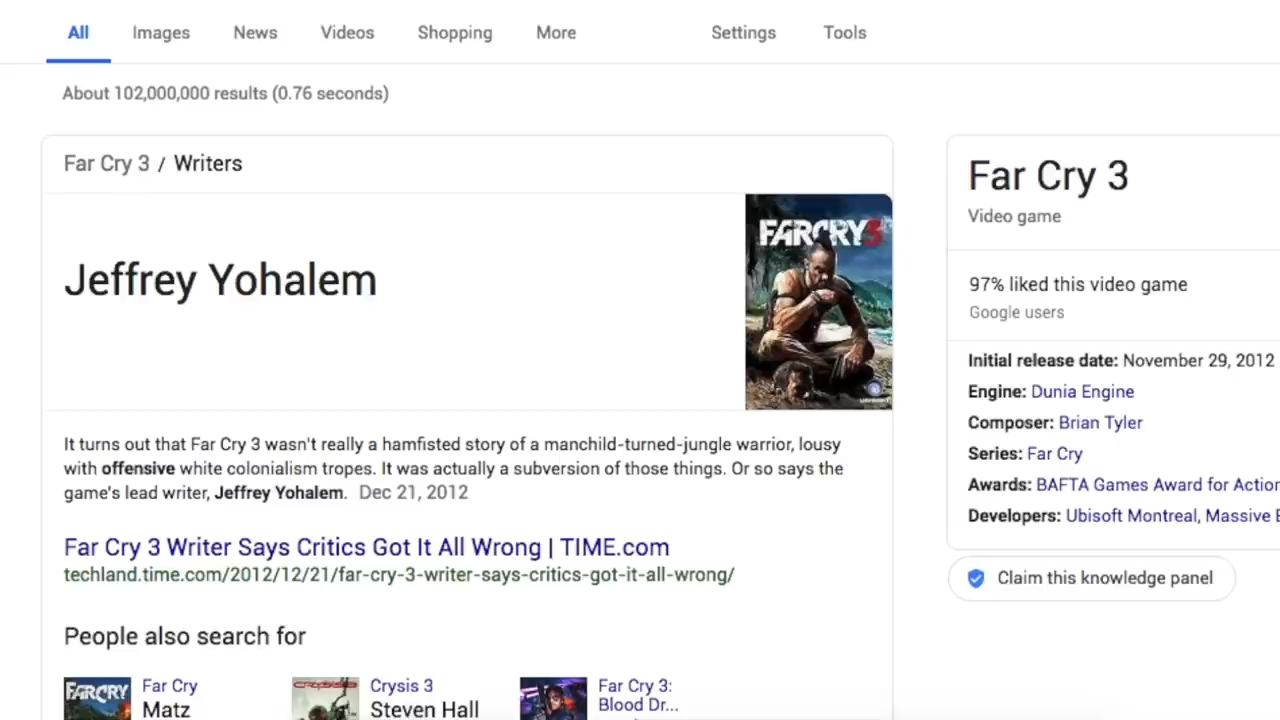 All Images News Videos Shopping More Settings Tools
About 102,000,000 results (0.76 seconds)
Far Cry 3 / Writers
Jeffrey Yohalem
FARCRY3
It turns out that Far Cry 3 wasn't really a hamfisted story of a manchild-turned-jungle warrior, lousy
with offensive white colonialism tropes. It was actually a subversion of those things. Or so says the
game's lead writer, Jeffrey Yohalem. Dec 21, 2012
Far Cry 3 Writer Says Critics Got It All Wrong | TIME.com
techland.time.com/2012/12/21/far-cry-3-writer-says-critics-got-it-all-wrong/
People also search for
FARCRY
Far Cry
Matz
CRYSIS 3
Crysis 3
Steven Hall
Far Cry 3:
Blood Dr...
Far Cry 3
Video game
97% liked this video game
Google users
Initial release date: November 29, 2012
Engine: Dunia Engine
Composer: Brian Tyler
Series: Far Cry
Awards: BAFTA Games Award for Action
Developers: Ubisoft Montreal, Massive E
Claim this knowledge panel